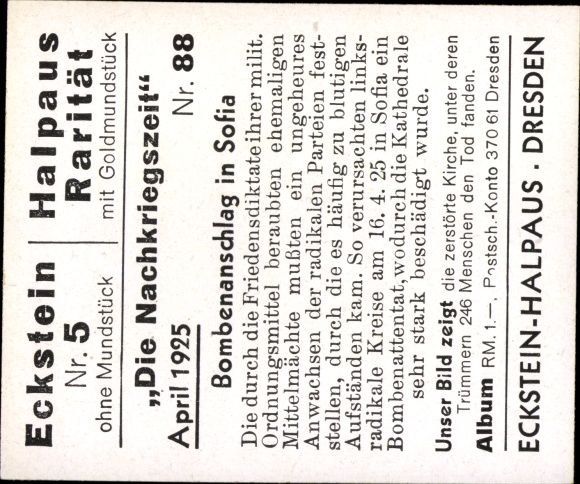 Eckstein | Halpaus
Nr. 5 | Rarität
ohne Mundstück | mit Goldmundstück
„Die Nachkriegszeit“
April 1925 Nr. 88
Bombenanschlag in Sofia
Die durch die Friedensdiktate ihrer milit.
Ordnungsmittel beraubten ehemaligen
Mittelmächte mußten ein ungeheures
Anwachsen der radikalen Parteien fest-
stellen, durch die es häufig zu blutigen
Aufständen kam. So verursachten links-
radikale Kreise am 16. 4. 25 in Sofia ein
Bombenattentat, wodurch die Kathedrale
sehr stark beschädigt wurde.
Unser Bild zeigt die zerstörte Kirche, unter deren
Trümmern 246 Menschen den Tod fanden.
Album RM. 1.—, Postsch.-Konto 370 61 Dresden
ECKSTEIN-HALPAUS · DRESDEN